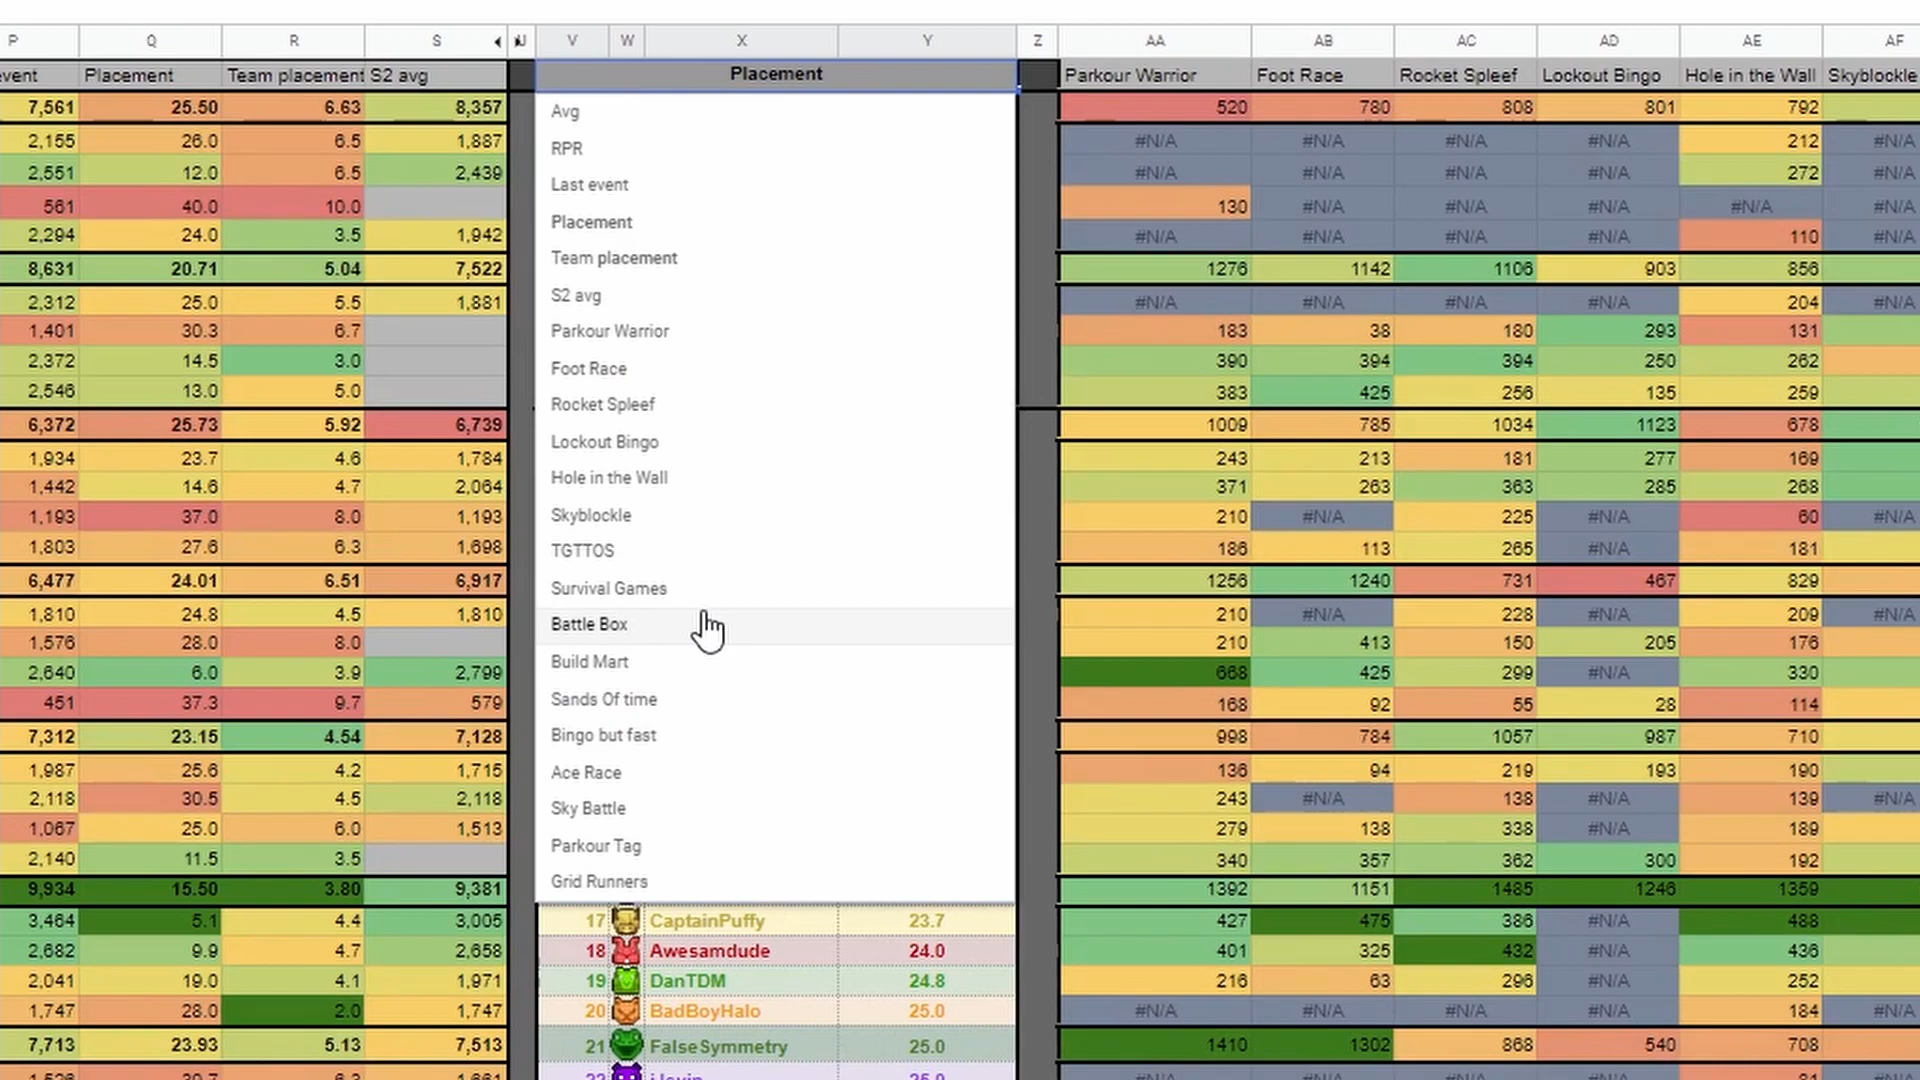 P Q R S U V W X Y Z AA AB AC AD AE AF
vent Placement Team placement S2 avg Placement Parkour Warrior Foot Race Rocket Spleef Lockout Bingo Hole in the Wall Skyblockle
7,561 25.50 6.63 8,357 Avg 520 780 808 801 792
2,155 26.0 6.5 1,887 RPR #N/A #N/A #N/A #N/A 212 #N/A
2,551 12.0 6.5 2,439 Last event #N/A #N/A #N/A #N/A 272 #N/A
561 40.0 10.0 Placement 130 #N/A #N/A #N/A #N/A #N/A
2,294 24.0 3.5 1,942 Team placement #N/A #N/A #N/A #N/A 110 #N/A
8,631 20.71 5.04 7,522 1276 1142 1106 903 856
2,312 25.0 5.5 1,881 S2 avg #N/A #N/A #N/A #N/A 204 #N/A
1,401 30.3 6.7 Parkour Warrior 183 38 180 293 131
2,372 14.5 3.0 Foot Race 390 394 394 250 262
2,546 13.0 5.0 Rocket Spleef 383 425 256 135 259
6,372 25.73 5.92 6,739 Lockout Bingo 1009 785 1034 1123 678
1,934 23.7 4.6 1,784 Hole in the Wall 243 213 181 277 169
1,442 14.6 4.7 2,064 371 263 363 285 268
1,193 37.0 8.0 1,193 Skyblockle 210 #N/A 225 #N/A 60 #N/A
1,803 27.6 6.3 1,698 TGTTOS 186 113 265 #N/A 181
6,477 24.01 6.51 6,917 Survival Games 1256 1240 731 467 829
1,810 24.8 4.5 1,810 Battle Box 210 #N/A 228 #N/A 209 #N/A
1,576 28.0 8.0 210 413 150 205 176
2,640 6.0 3.9 2,799 Build Mart 668 425 299 #N/A 330
451 37.3 9.7 579 Sands Of time 168 92 55 28 114
7,312 23.15 4.54 7,128 Bingo but fast 998 784 1057 987 710
1,987 25.6 4.2 1,715 Ace Race 136 94 219 193 190
2,118 30.5 4.5 2,118 Sky Battle 243 #N/A 138 #N/A 139 #N/A
1,067 25.0 6.0 1,513 279 138 338 #N/A 189
2,140 11.5 3.5 Parkour Tag 340 357 362 300 192
9,934 15.50 3.80 9,381 Grid Runners 1392 1151 1485 1246 1359
3,464 5.1 4.4 3,005 17 CaptainPuffy 23.7 427 475 386 #N/A 488
2,682 9.9 4.7 2,658 18 Awesamdude 24.0 401 325 432 #N/A 436
2,041 19.0 4.1 1,971 19 DanTDM 24.8 216 63 296 #N/A 252
1,747 28.0 2.0 1,747 20 BadBoyHalo 25.0 #N/A #N/A #N/A #N/A 184 #N/A
7,713 23.93 5.13 7,513 21 FalseSymmetry 25.0 1410 1302 868 540 708